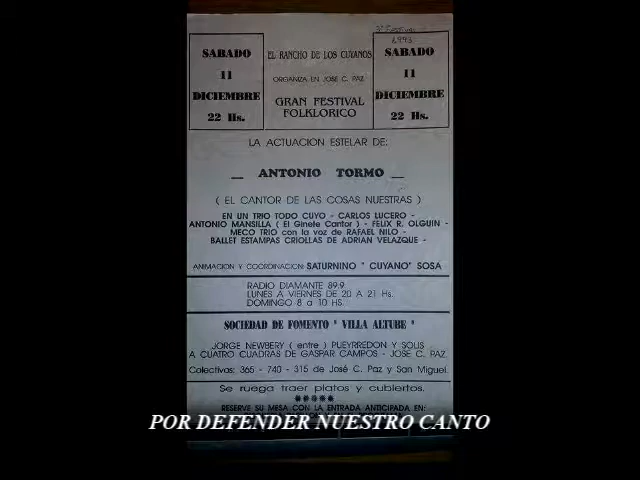 1993
SABADO
11
DICIEMBRE
22 Hs.
EL RANCHO DE LOS CUYANOS
ORGANIZA EN JOSE C. PAZ
GRAN FESTIVAL
FOLKLORICO
SABADO
11
DICIEMBRE
22 Hs.
LA ACTUACION ESTELAR DE:
__ ANTONIO TORMO __
( EL CANTOR DE LAS COSAS NUESTRAS )
EN UN TRIO TODO CUYO - CARLOS LUCERO -
ANTONIO MANSILLA ( El Ginete Cantor ) - FELIX R. OLGUIN -
MECO TRIO con la voz de RAFAEL NILO -
BALLET ESTAMPAS CRIOLLAS DE ADRIAN VELAZQUE -
ANIMACION Y COORDINACION: SATURNINO " CUYANO" SOSA
RADIO DIAMANTE 89.9
LUNES A VIERNES DE 20 A 21 Hs.
DOMINGO 8 a 10 HS.
SOCIEDAD DE FOMENTO " VILLA ALTUBE "
JORGE NEWBERY ( entre ) PUEYRREDON Y SOLIS
A CUATRO CUADRAS DE GASPAR CAMPOS - JOSE C. PAZ
Colectivos: 365 - 740 - 315 de José C. Paz y San Miguel.
Se ruega traer platos y cubiertos.
*****
RESERVE SU MESA CON LA ENTRADA ANTICIPADA EN:
POR DEFENDER NUESTRO CANTO